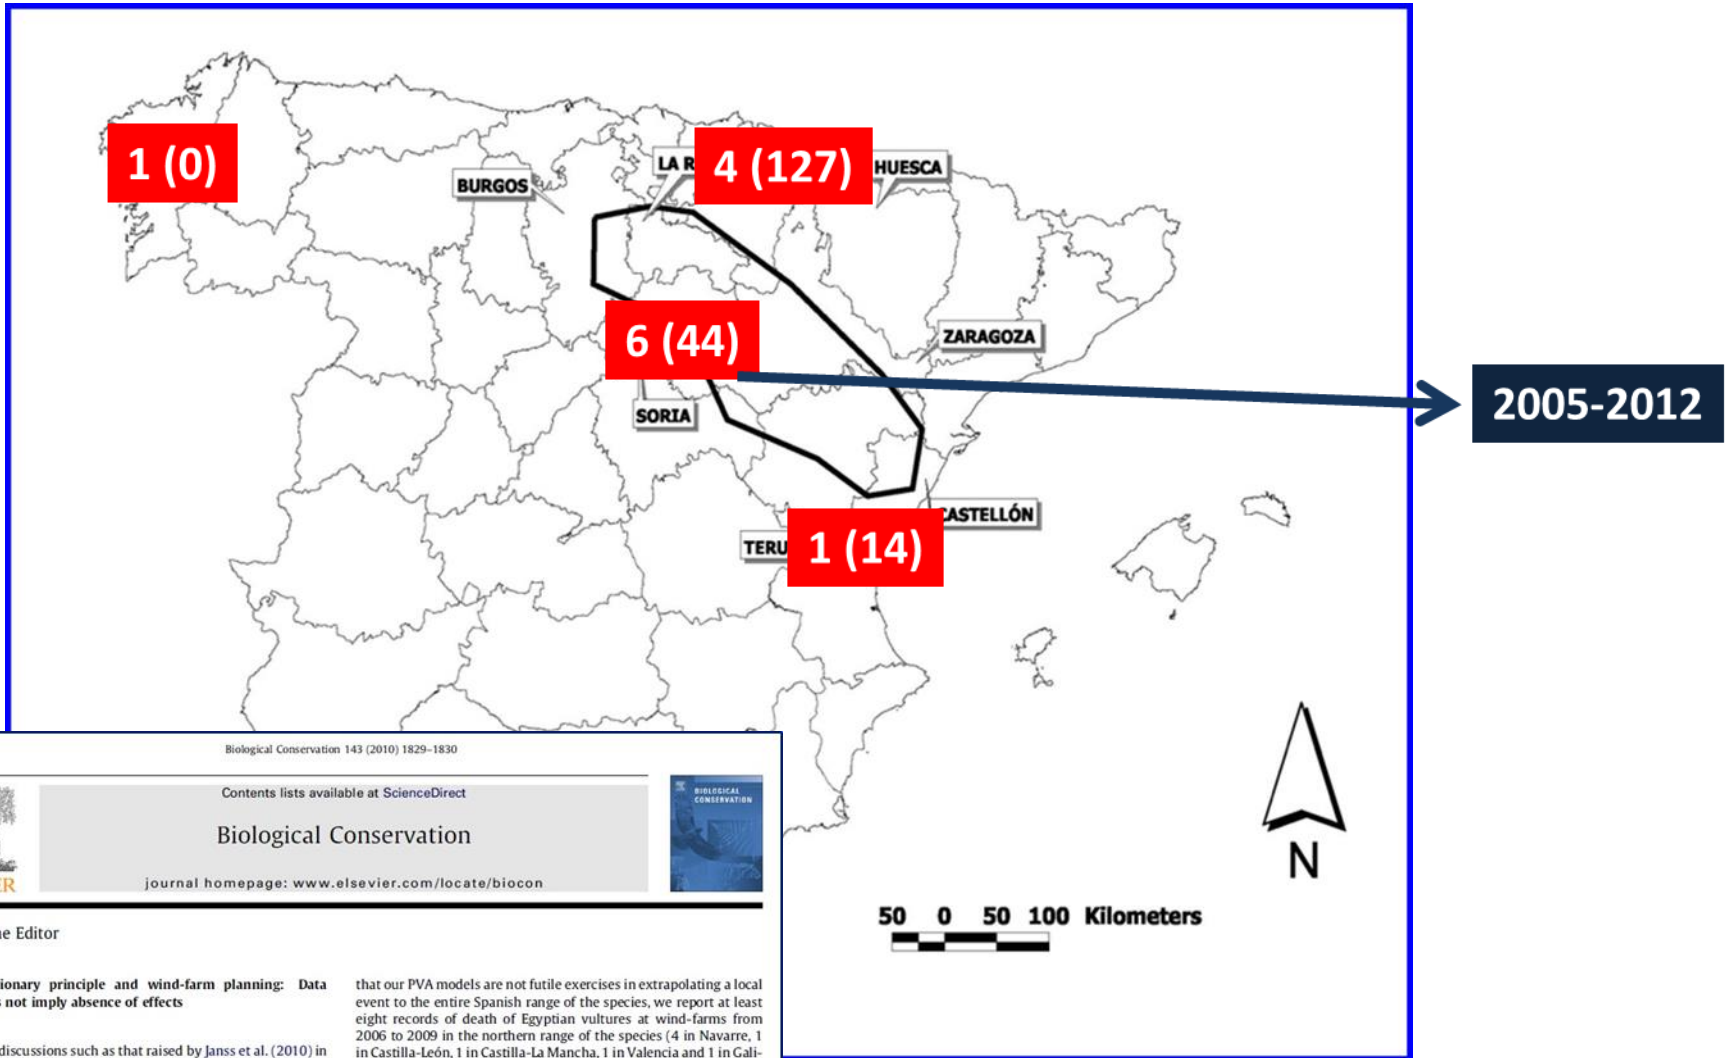 1 (0)
LA R
4 (127)
HUESCA
BURGOS
6 (44)
ZARAGOZA
2005-2012
SORIA
CASTELLÓN
TERU
1 (14)
N
50 0 50 100 Kilometers
Biological Conservation 143 (2010) 1829–1830
Contents lists available at ScienceDirect
Biological Conservation
journal homepage: www.elsevier.com/locate/biocon
BIOLOGICAL
CONSERVATION
R
e Editor
ionary principle and wind-farm planning: Data
not imply absence of effects
discussions such as that raised by Janss et al. (2010) in
that our PVA models are not futile exercises in extrapolating a local
event to the entire Spanish range of the species, we report at least
eight records of death of Egyptian vultures at wind-farms from
2006 to 2009 in the northern range of the species (4 in Navarre, 1
in Castilla-León, 1 in Castilla-La Mancha, 1 in Valencia and 1 in Gali-